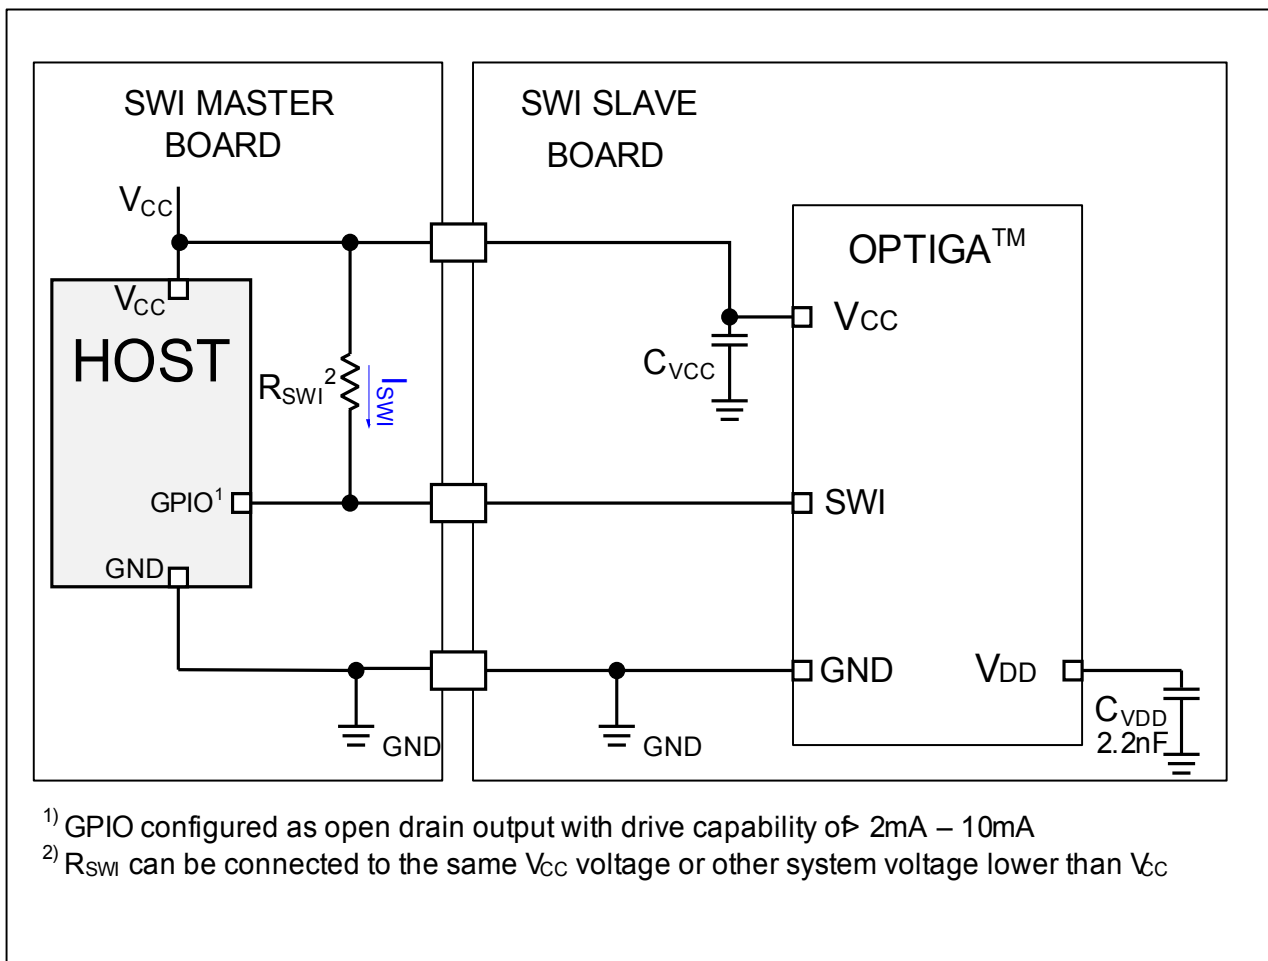 SWI MASTER
BOARD
SWI SLAVE
BOARD
VCC
VCC
HOST
RSWI2
ISWI
GPIO1
GND
GND
OPTIGATM
VCC
CVCC
SWI
GND
VDD
GND
CVDD
2.2nF
1) GPIO configured as open drain output with drive capability of> 2mA – 10mA
2) RSWI can be connected to the same VCC voltage or other system voltage lower than VCC